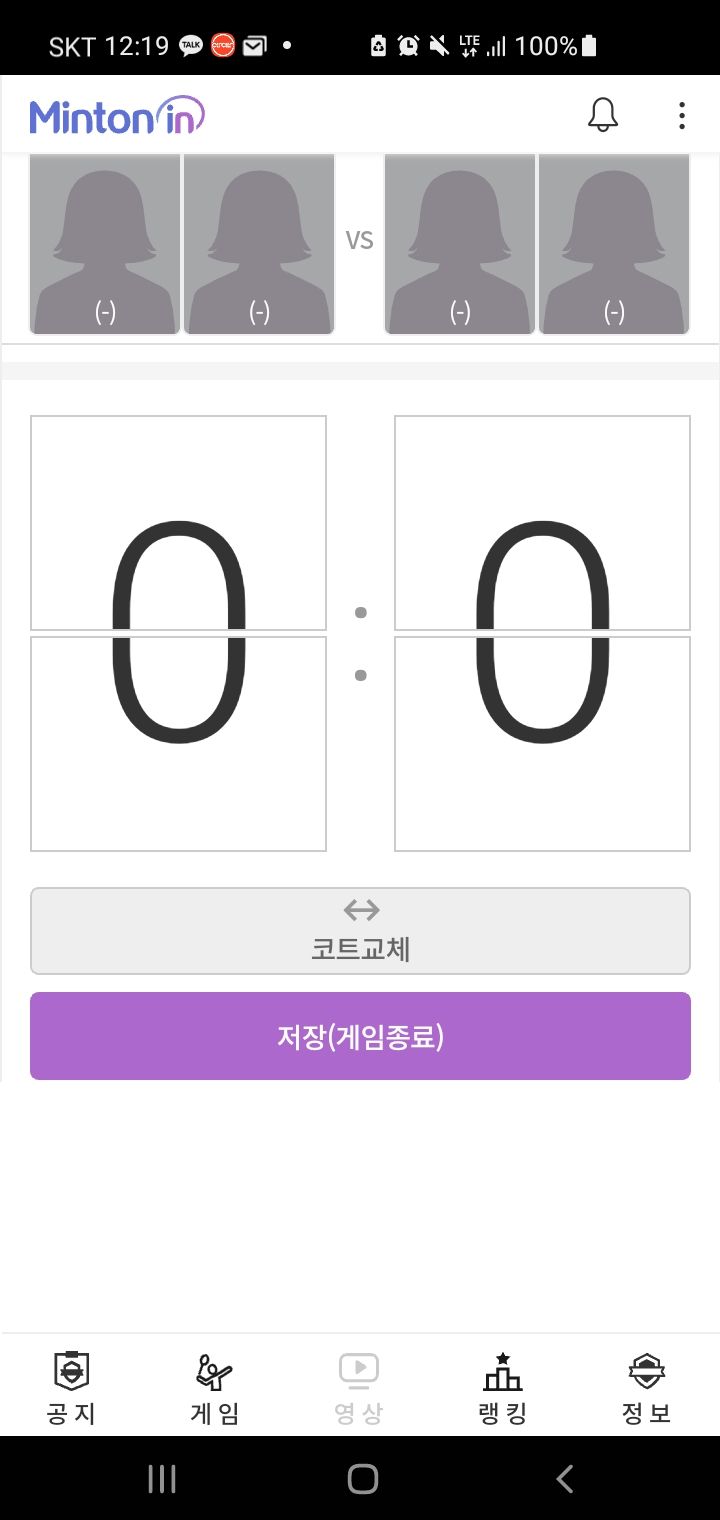 SKT 12:19 TALK LTE 100%
Minton in
VS
(-) (-) (-) (-)
0 : 0
코트교체
저장(게임종료)
공지 게임 영상 랭킹 정보